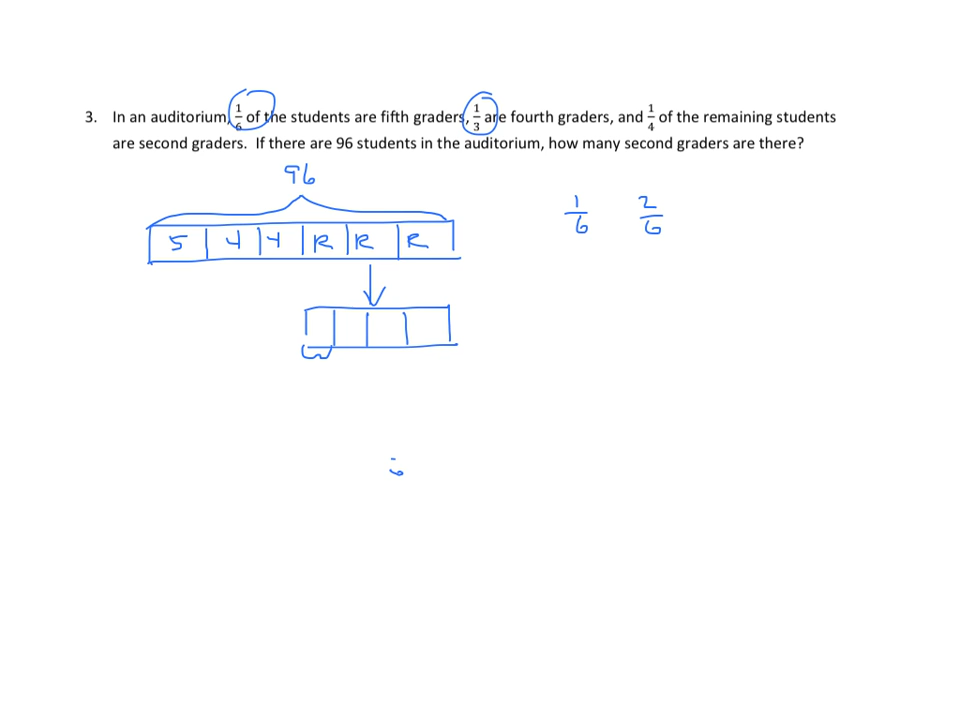 3. In an auditorium, 1/6 of the students are fifth graders, 1/3 are fourth graders, and 1/4 of the remaining students
are second graders. If there are 96 students in the auditorium, how many second graders are there?
96
1/6 2/6
5 4 4 R R R